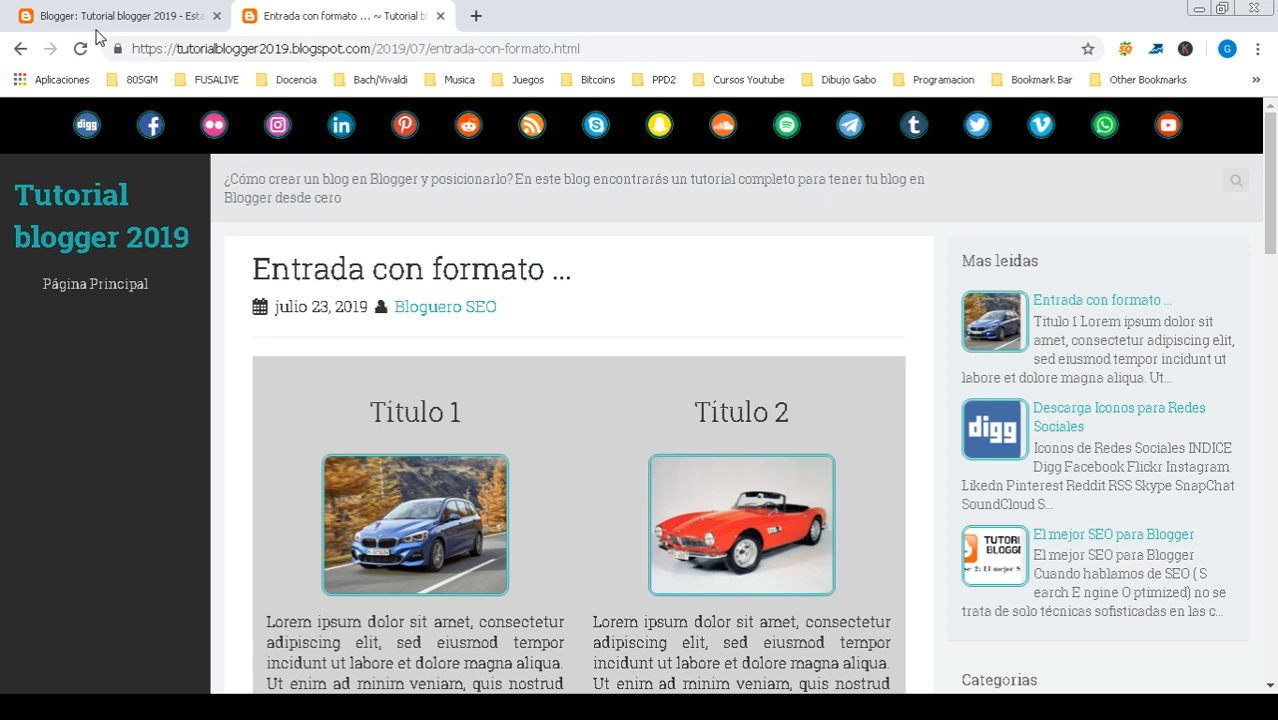 Blogger: Tutorial blogger 2019 - Esta
Entrada con formato ... ~ Tutorial b
https://tutorialblogger2019.blogspot.com/2019/07/entrada-con-formato.html
G
Aplicaciones
80SGM
FUSALIVE
Docencia
Bach/Vivaldi
Musica
Juegos
Bitcoins
PPD2
Cursos Youtube
Dibujo Gabo
Programacion
Bookmark Bar
Other Bookmarks
digg
Tutorial
blogger 2019
Página Principal
¿Cómo crear un blog en Blogger y posicionarlo? En este blog encontrarás un tutorial completo para tener tu blog en
Blogger desde cero
Entrada con formato ...
julio 23, 2019 Bloguero SEO
Titulo 1
Titulo 2
Lorem ipsum dolor sit amet, consectetur
adipiscing elit, sed eiusmod tempor
incidunt ut labore et dolore magna aliqua.
Ut enim ad minim veniam, quis nostrud
Lorem ipsum dolor sit amet, consectetur
adipiscing elit, sed eiusmod tempor
incidunt ut labore et dolore magna aliqua.
Ut enim ad minim veniam, quis nostrud
Mas leidas
Entrada con formato ...
Titulo 1 Lorem ipsum dolor sit
amet, consectetur adipiscing elit,
sed eiusmod tempor incidunt ut
labore et dolore magna aliqua. Ut...
digg
Descarga Iconos para Redes
Sociales
Iconos de Redes Sociales INDICE
Digg Facebook Flickr Instagram
Likedn Pinterest Reddit RSS Skype SnapChat
SoundCloud S...
TUTORI
BLOGGE
El mejor SEO para Blogger
El mejor SEO para Blogger
Cuando hablamos de SEO ( S
earch E ngine O ptimized) no se
trata de solo técnicas sofisticadas en las c...
Categorias